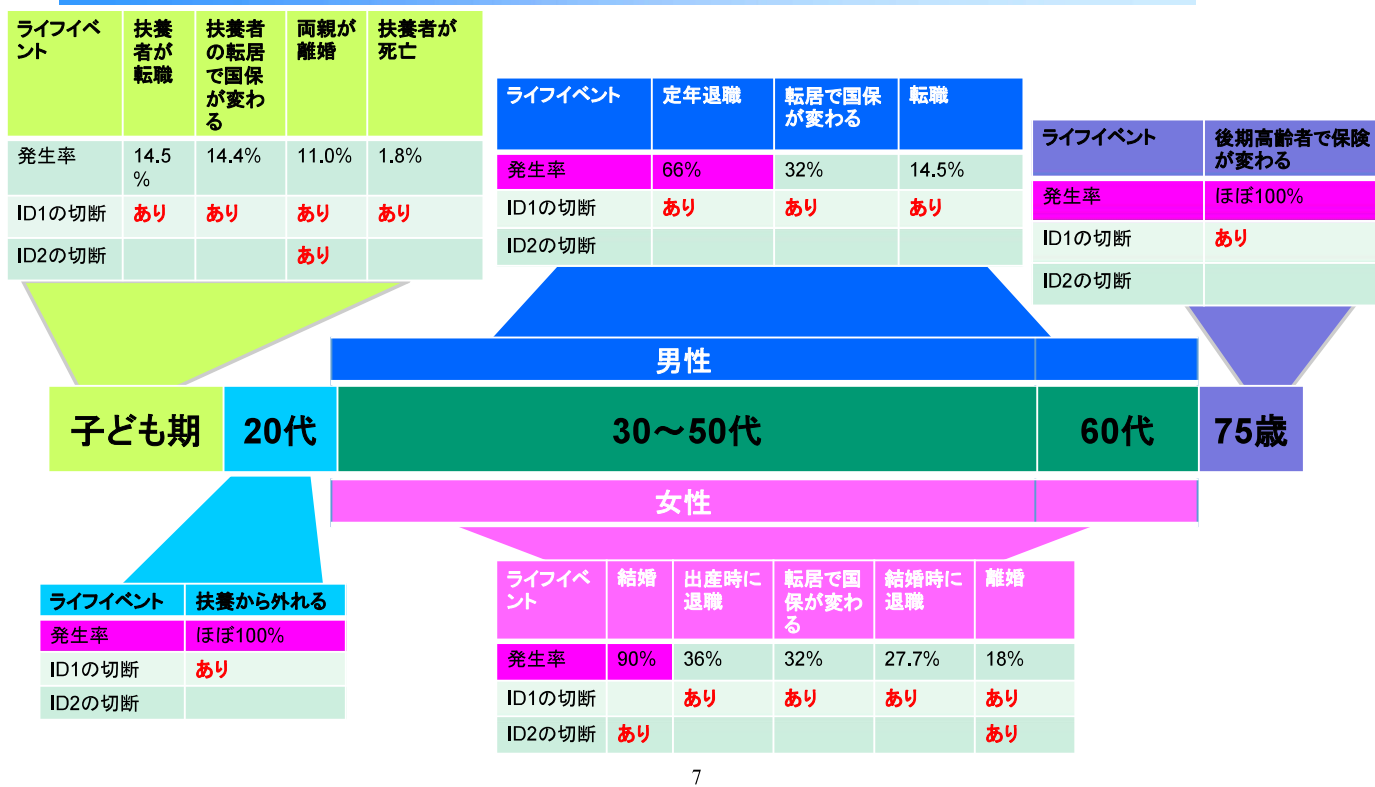 ライフイベ
ント
扶養
者が
転職
扶養者
の転居
で国保
が変わ
る
両親が
離婚
扶養者が
死亡
発生率
14.5
%
14.4%
11.0%
1.8%
ID1の切断
あり
あり
あり
あり
ID2の切断
あり
ライフイベント
定年退職
転居で国保
が変わる
転職
発生率
66%
32%
14.5%
ID1の切断
あり
あり
あり
ID2の切断
ライフイベント
後期高齢者で保険
が変わる
発生率
ほぼ100%
ID1の切断
あり
ID2の切断
男性
子ども期
20代
30～50代
60代
75歳
女性
ライフイベント
扶養から外れる
発生率
ほぼ100%
ID1の切断
あり
ID2の切断
ライフイベ
ント
結婚
出産時に
退職
転居で国
保が変わ
る
結婚時に
退職
離婚
発生率
90%
36%
32%
27.7%
18%
ID1の切断
あり
あり
あり
あり
ID2の切断
あり
あり
7